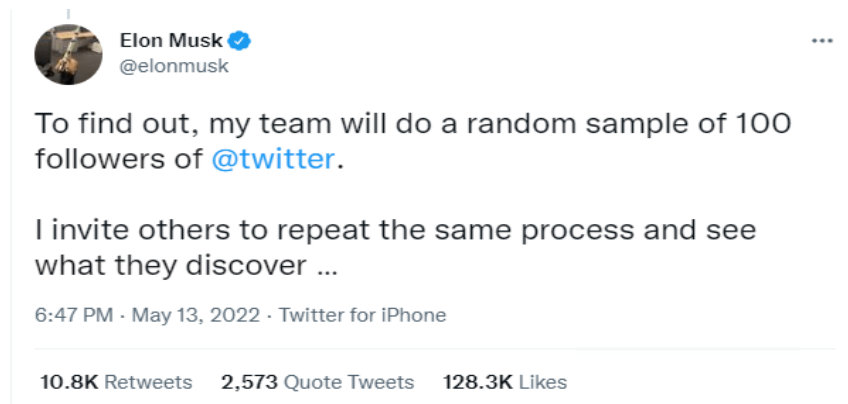 Elon Musk
@elonmusk
To find out, my team will do a random sample of 100
followers of @twitter.
I invite others to repeat the same process and see
what they discover ...
6:47 PM · May 13, 2022 · Twitter for iPhone
10.8K Retweets 2,573 Quote Tweets 128.3K Likes